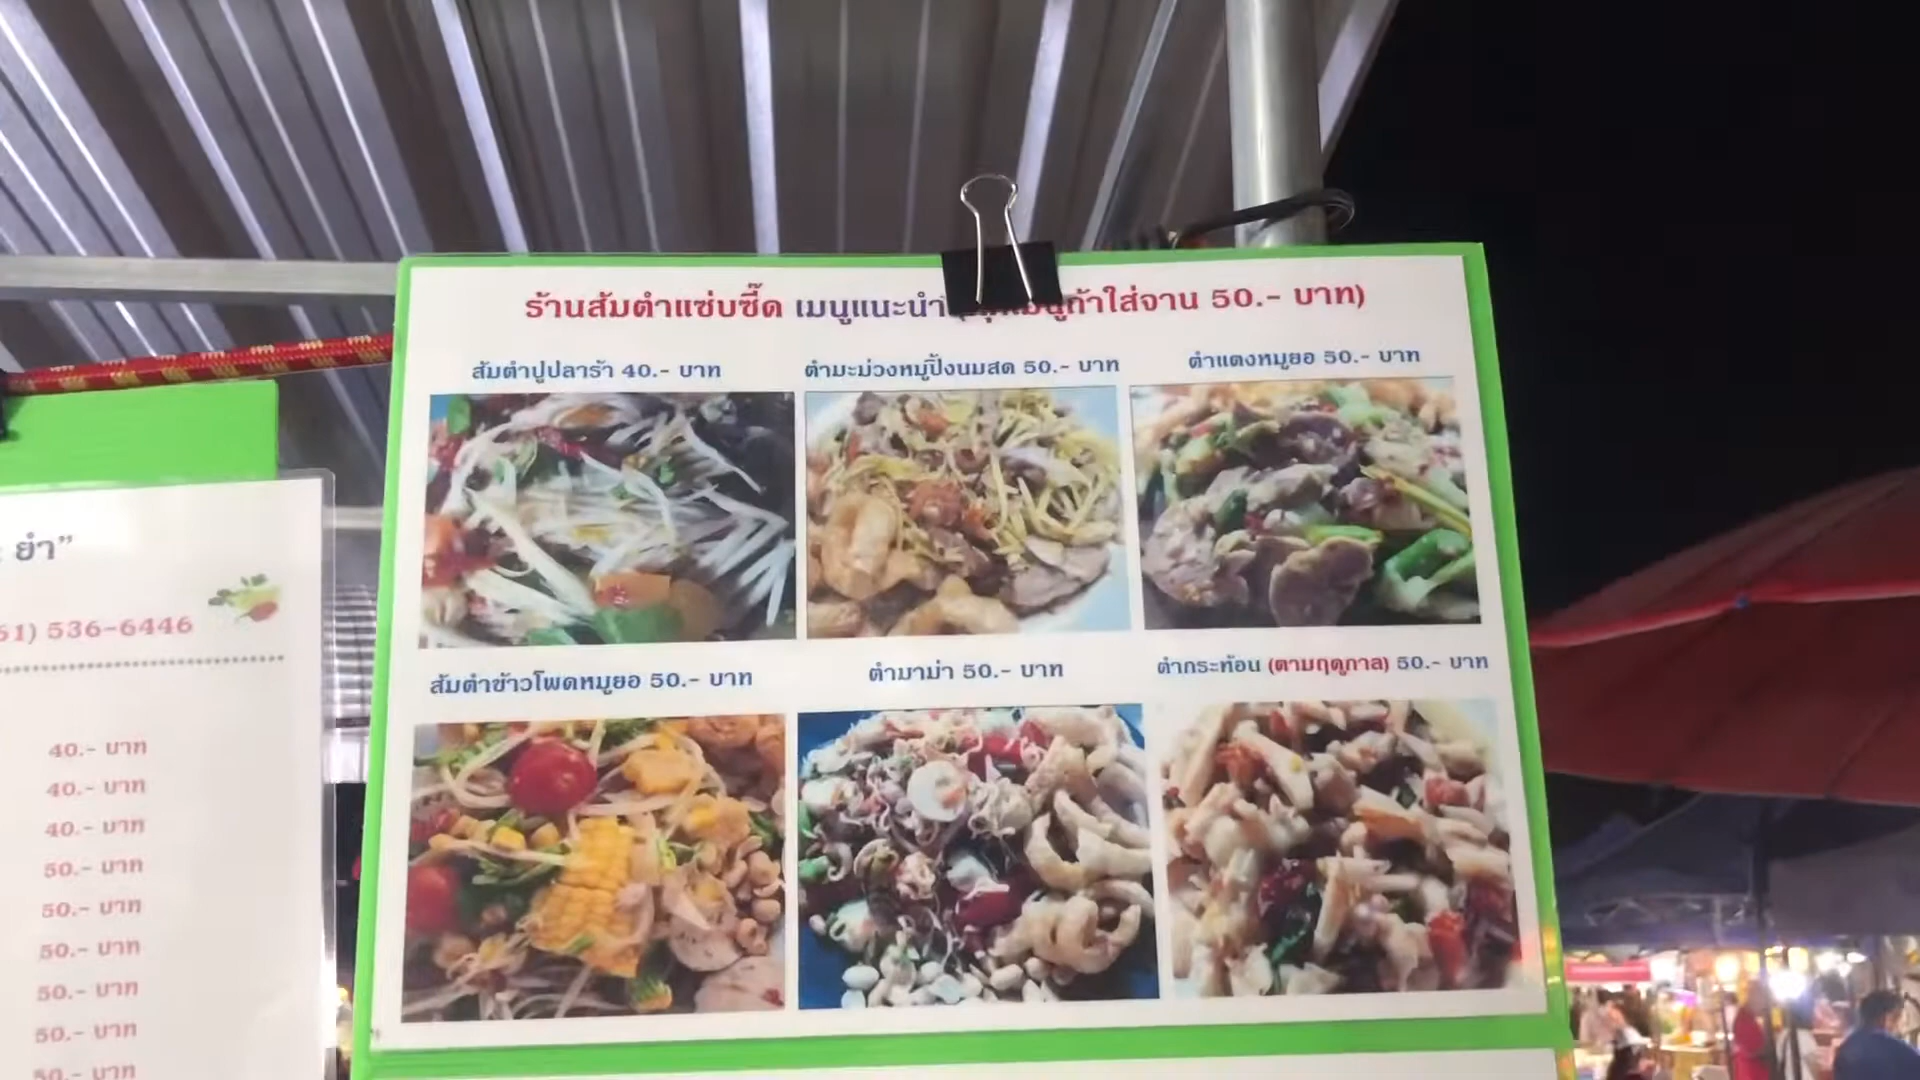 ร้านส้มตำแซ่บซี๊ด เมนูแนะนำ ถ้าใส่จาน 50.- บาท)
ส้มตำปูปลาร้า 40.- บาท
ตำมะม่วงหมูปิ้งนมสด 50.- บาท
ตำแตงหมูยอ 50.- บาท
ส้มตำข้าวโพดหมูยอ 50.- บาท
ตำมาม่า 50.- บาท
ตำกระท้อน (ตามฤดูกาล) 50.- บาท
ยำ”
61) 536-6446
40.- บาท
40.- บาท
40.- บาท
50.- บาท
50.- บาท
50.- บาท
50.- บาท
50.- บาท
50.- บาท